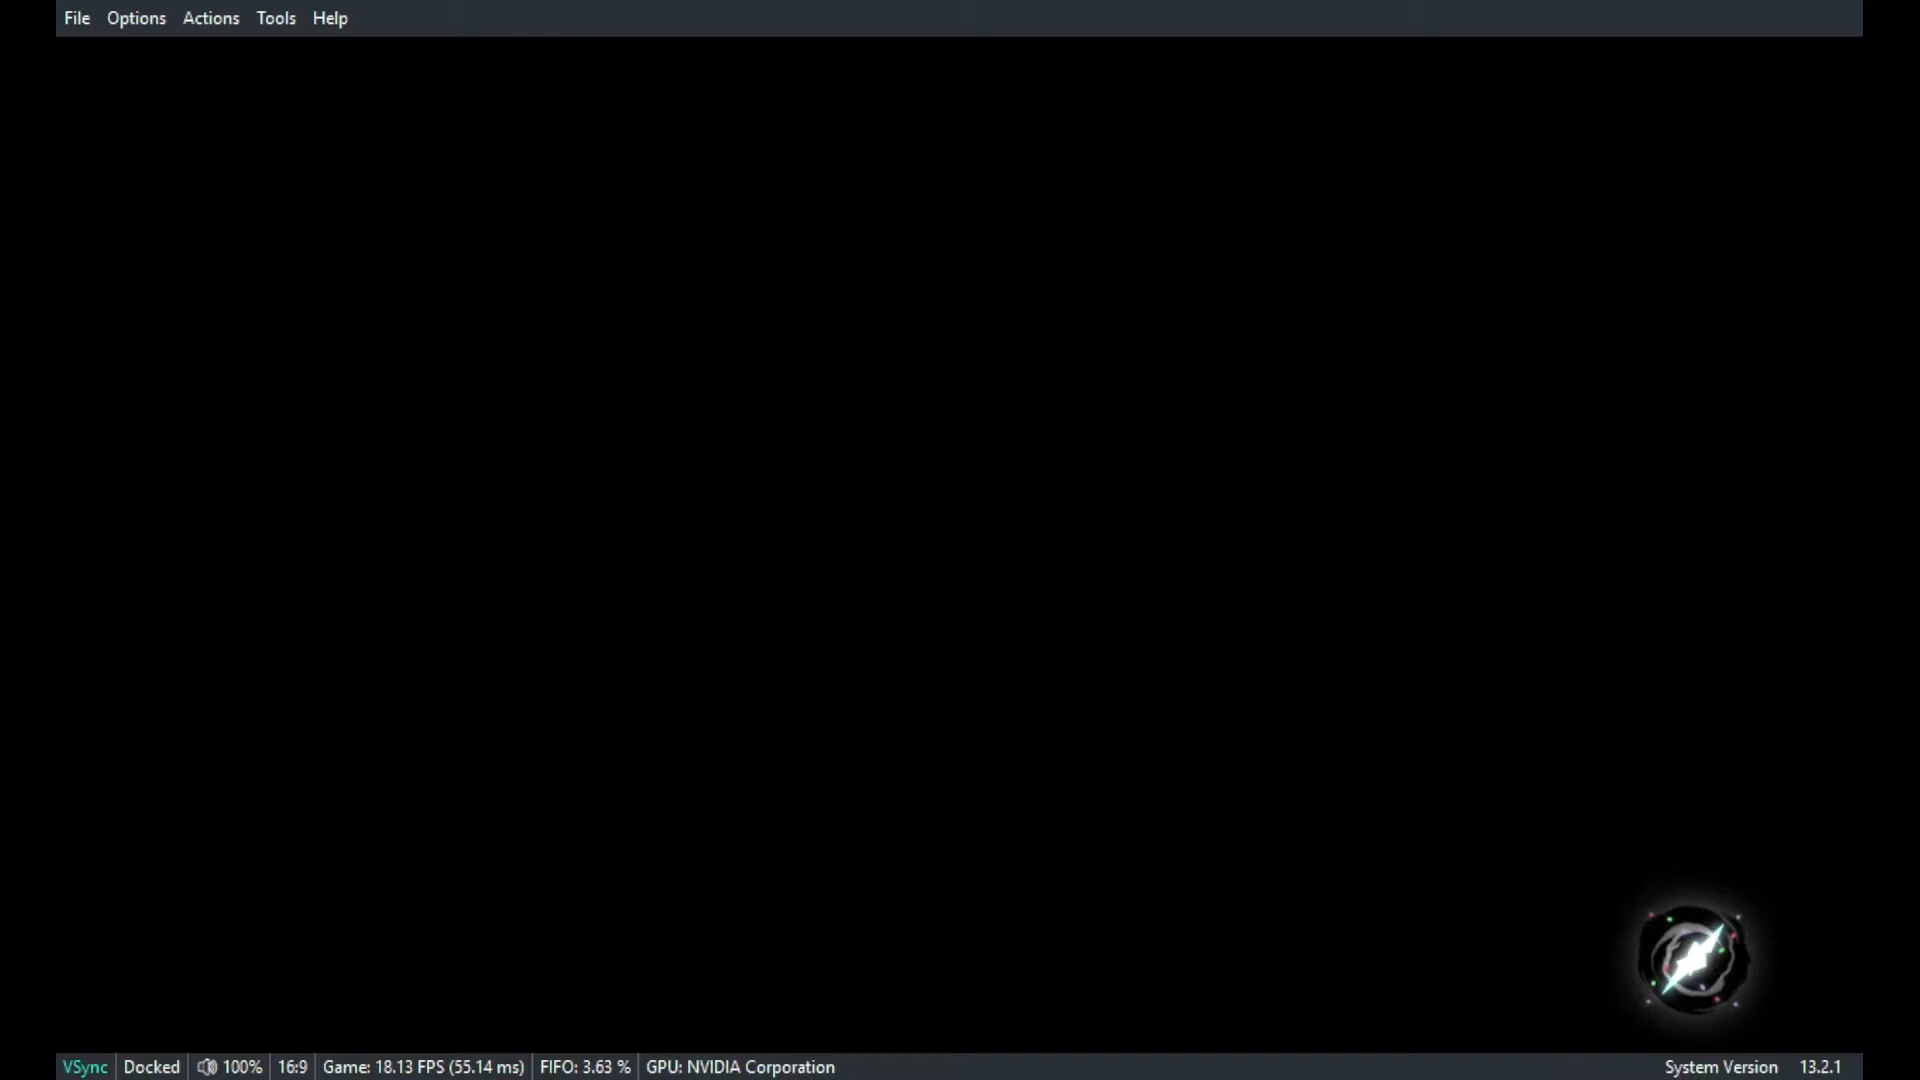 File Options Actions Tools Help
VSync Docked 100% 16:9 Game: 18.13 FPS (55.14 ms) FIFO: 3.63 % GPU: NVIDIA Corporation System Version 13.2.1